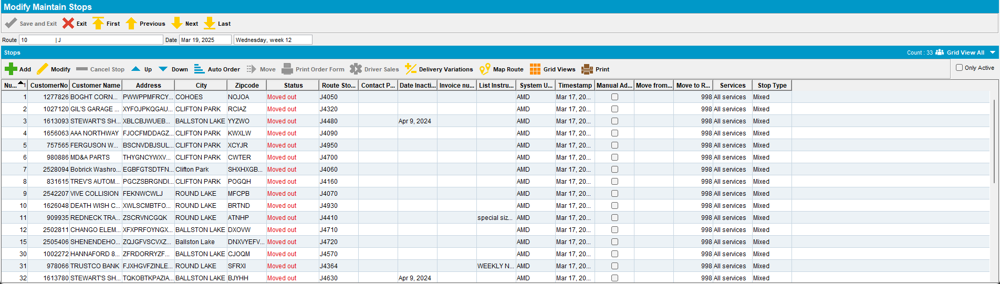 Modify Maintain Stops
Save and Exit Exit First Previous Next Last
Route 10 | J Date Mar 19, 2025 Wednesday, week 12
Stops Count : 33 Grid View All
Add Modify Cancel Stop Up Down Auto Order Move Print Order Form Driver Sales Delivery Variations Map Route Grid Views Print Only Active
Nu... 1 CustomerNo Customer Name Address City Zipcode Status Route Sto... Contact P... Date Inacti... Invoice nu... List Instru... System U... Timestamp Manual Ad... Move from... Move to R... Services Stop Type
1 1277826 BOGHT CORN... PWWPPMFRCY... COHOES NOJOA Moved out J4050 AMD Mar 17, 20... 998 All services Mixed
2 1027120 GIL'S GARAGE ... XYFOJPKQGAU... CLIFTON PARK RCIAZ Moved out J4320 AMD Mar 17, 20... 998 All services Mixed
3 1613093 STEWART'S SH... XBLCBJWUEB... BALLSTON LAKE YYZWO Moved out J4480 Apr 9, 2024 AMD Mar 17, 20... 998 All services Mixed
4 1656063 AAA NORTHWAY FJOCFMDDAGZ... CLIFTON PARK KWXLW Moved out J4090 AMD Mar 17, 20... 998 All services Mixed
5 757565 FERGUSON W... BSCNVDBJSUL... CLIFTON PARK XCYJR Moved out J4950 AMD Mar 17, 20... 998 All services Mixed
6 980886 MD&A PARTS THYGNCYWXV... CLIFTON PARK CWTER Moved out J4700 AMD Mar 17, 20... 998 All services Mixed
7 2528094 Bobrick Washro... EGBFGTSDTFN... Clifton Park SHXHXGB... Moved out J4060 AMD Mar 17, 20... 998 All services Mixed
8 831615 TREV'S AUTOM... PGCZSBRGNDI... CLIFTON PARK POGQH Moved out J4160 AMD Mar 17, 20... 998 All services Mixed
9 2542207 VIVE COLLISION FEKNWCWLJ ROUND LAKE MFCPB Moved out J4070 AMD Mar 17, 20... 998 All services Mixed
10 1626048 DEATH WISH C... XWLSCMBTFO... ROUND LAKE BRTND Moved out J4930 AMD Mar 17, 20... 998 All services Mixed
11 909935 REDNECK TRA... ZSCRVNCGQK ROUND LAKE ATNHP Moved out J4410 special siz... AMD Mar 17, 20... 998 All services Mixed
12 2502811 CHANGO ELEM... XFXPRFOYNGX... BALLSTON LAKE DXOVW Moved out J4710 AMD Mar 17, 20... 998 All services Mixed
15 2505406 SHENENDEHO... ZQJGFVSCVXZ... Ballston Lake DNXVYEFV... Moved out J4720 AMD Mar 17, 20... 998 All services Mixed
30 1002272 HANNAFORD 8... ZFRDORRYZF... BALLSTON LAKE CJOQM Moved out J4570 AMD Mar 17, 20... 998 All services Mixed
31 978066 TRUSTCO BANK FJXHGVFZINLE... ROUND LAKE SFRXI Moved out J4364 WEEKLY N... AMD Mar 17, 20... 998 All services Mixed
32 1613780 STEWART'S SH... TQKOBTKPAZIA... BALLSTON LAKE BJYHH Moved out J4630 Apr 9, 2024 AMD Mar 17, 20... 998 All services Mixed